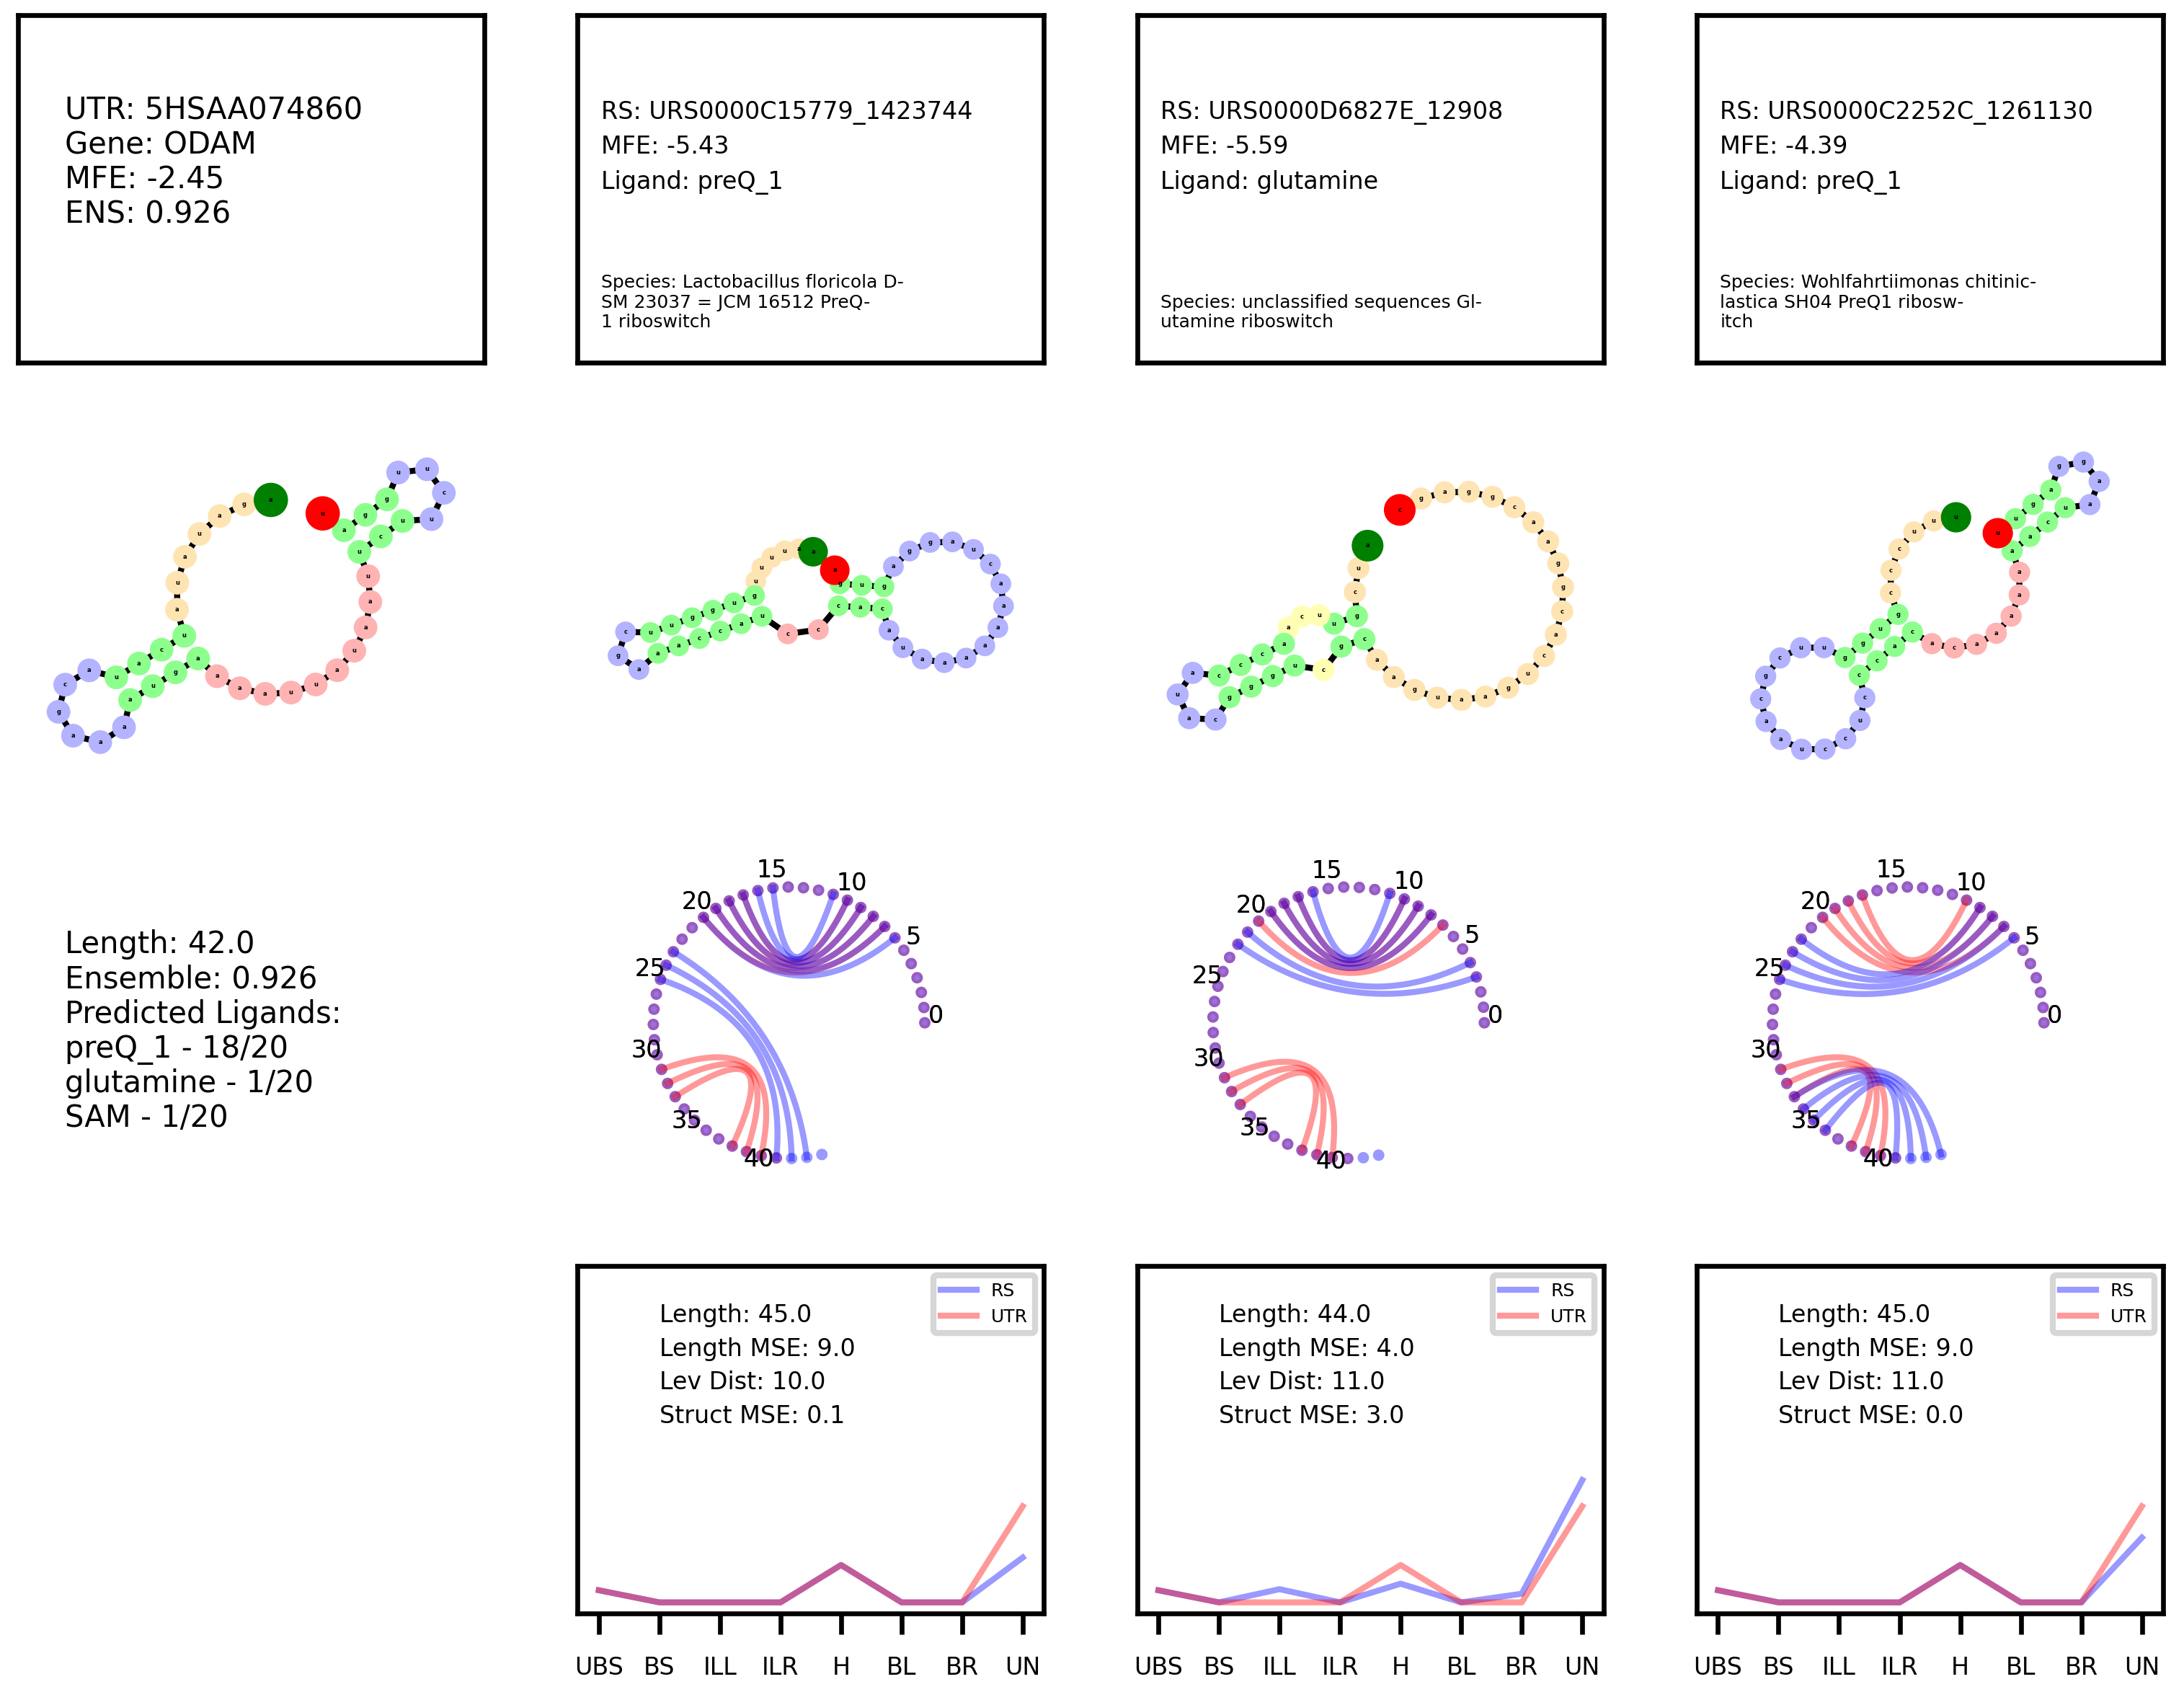 UTR: 5HSAA074860
Gene: ODAM
MFE: -2.45
ENS: 0.926
RS: URS0000C15779_1423744
MFE: -5.43
Ligand: preQ_1
Species: Lactobacillus floricola D-
SM 23037 = JCM 16512 PreQ-
1 riboswitch
RS: URS0000D6827E_12908
MFE: -5.59
Ligand: glutamine
Species: unclassified sequences Gl-
utamine riboswitch
RS: URS0000C2252C_1261130
MFE: -4.39
Ligand: preQ_1
Species: Wohlfahrtiimonas chitinic-
lastica SH04 PreQ1 ribosw-
itch
Length: 42.0
Ensemble: 0.926
Predicted Ligands:
preQ_1 - 18/20
glutamine - 1/20
SAM - 1/20
0
5
10
15
20
25
30
35
40
0
5
10
15
20
25
30
35
40
0
5
10
15
20
25
30
35
40
RS
UTR
Length: 45.0
Length MSE: 9.0
Lev Dist: 10.0
Struct MSE: 0.1
UBS BS ILL ILR H BL BR UN
RS
UTR
Length: 44.0
Length MSE: 4.0
Lev Dist: 11.0
Struct MSE: 3.0
UBS BS ILL ILR H BL BR UN
RS
UTR
Length: 45.0
Length MSE: 9.0
Lev Dist: 11.0
Struct MSE: 0.0
UBS BS ILL ILR H BL BR UN